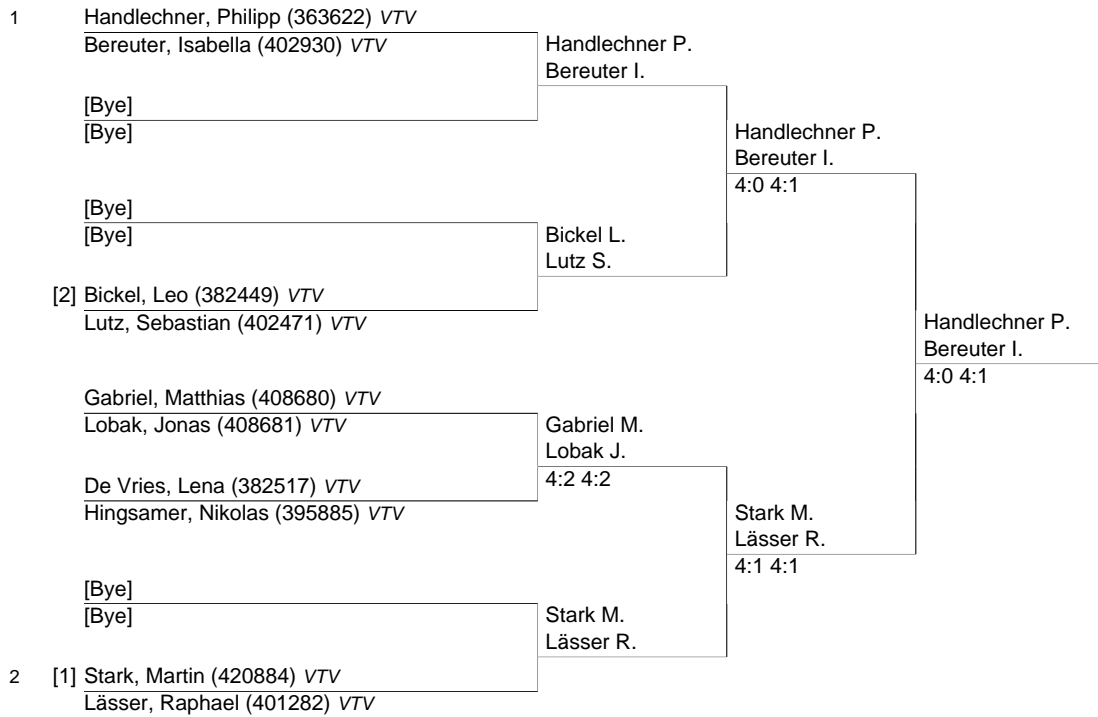 1 Handlechner, Philipp (363622) VTV
Bereuter, Isabella (402930) VTV
Handlechner P.
Bereuter I.
[Bye]
[Bye]
Handlechner P.
Bereuter I.
4:0 4:1
[Bye]
[Bye]
Bickel L.
Lutz S.
[2] Bickel, Leo (382449) VTV
Lutz, Sebastian (402471) VTV
Handlechner P.
Bereuter I.
4:0 4:1
Gabriel, Matthias (408680) VTV
Lobak, Jonas (408681) VTV
Gabriel M.
Lobak J.
4:2 4:2
De Vries, Lena (382517) VTV
Hingsamer, Nikolas (395885) VTV
Stark M.
Lässer R.
4:1 4:1
[Bye]
[Bye]
Stark M.
Lässer R.
2 [1] Stark, Martin (420884) VTV
Lässer, Raphael (401282) VTV